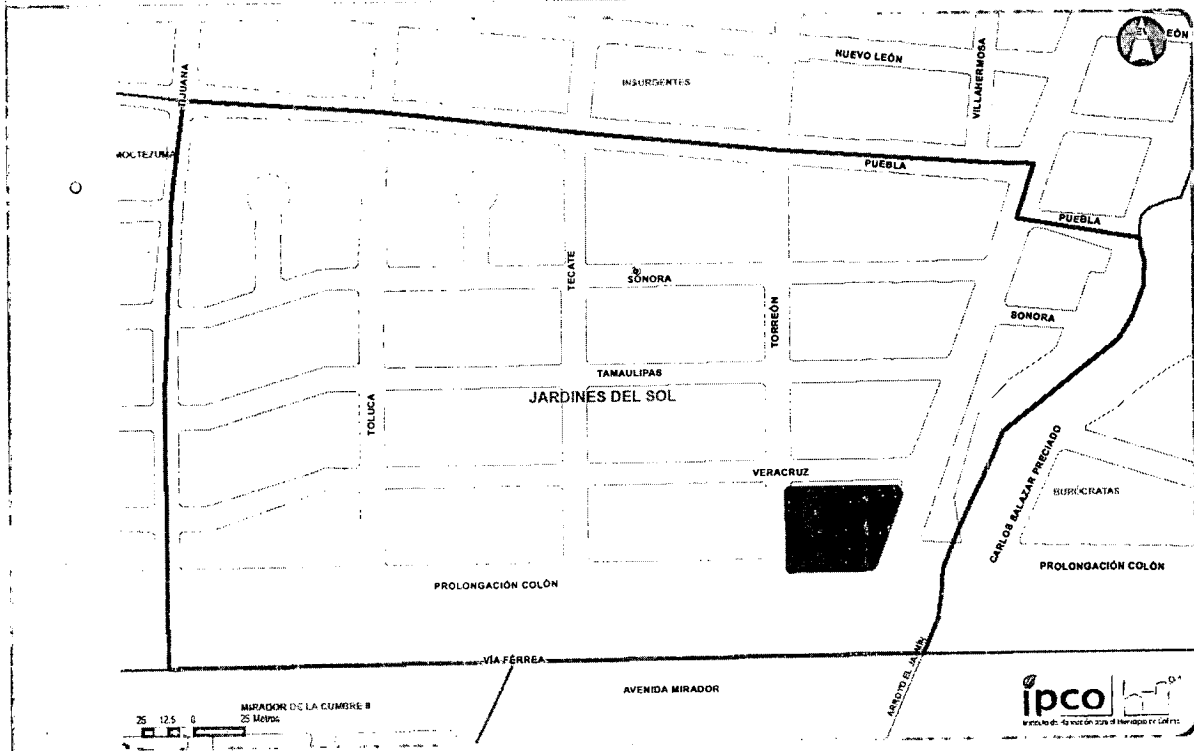 TIJUANA
NUEVO LEÓN
VILLAHERMOSA
EÓN
INSURGENTES
MOCTEZUMA
PUEBLA
PUEBLA
TECATE
SONORA
TORREÓN
SONORA
TAMAULIPAS
JARDINES DEL SOL
TOLUCA
VERACRUZ
CARLOS SALAZAR PRECIADO
BURÓCRATAS
PROLONGACIÓN COLÓN
PROLONGACIÓN COLÓN
VÍA FÉRREA
AVENIDA MIRADOR
ARROYO EL
MIRADOR DE LA CUMBRE II
25 12.5 0 25 Metros
ipco